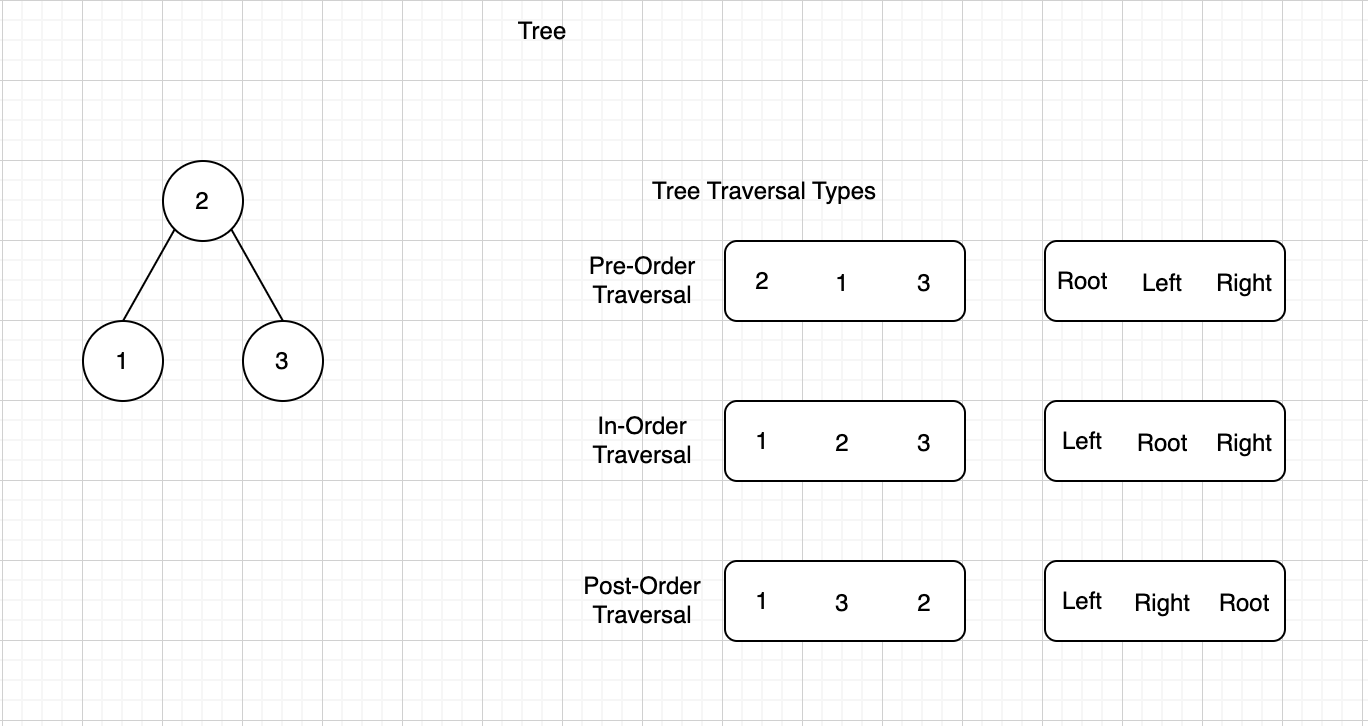 Tree
2
1
3
Tree Traversal Types
Pre-Order
Traversal
2 1 3
Root Left Right
In-Order
Traversal
1 2 3
Left Root Right
Post-Order
Traversal
1 3 2
Left Right Root